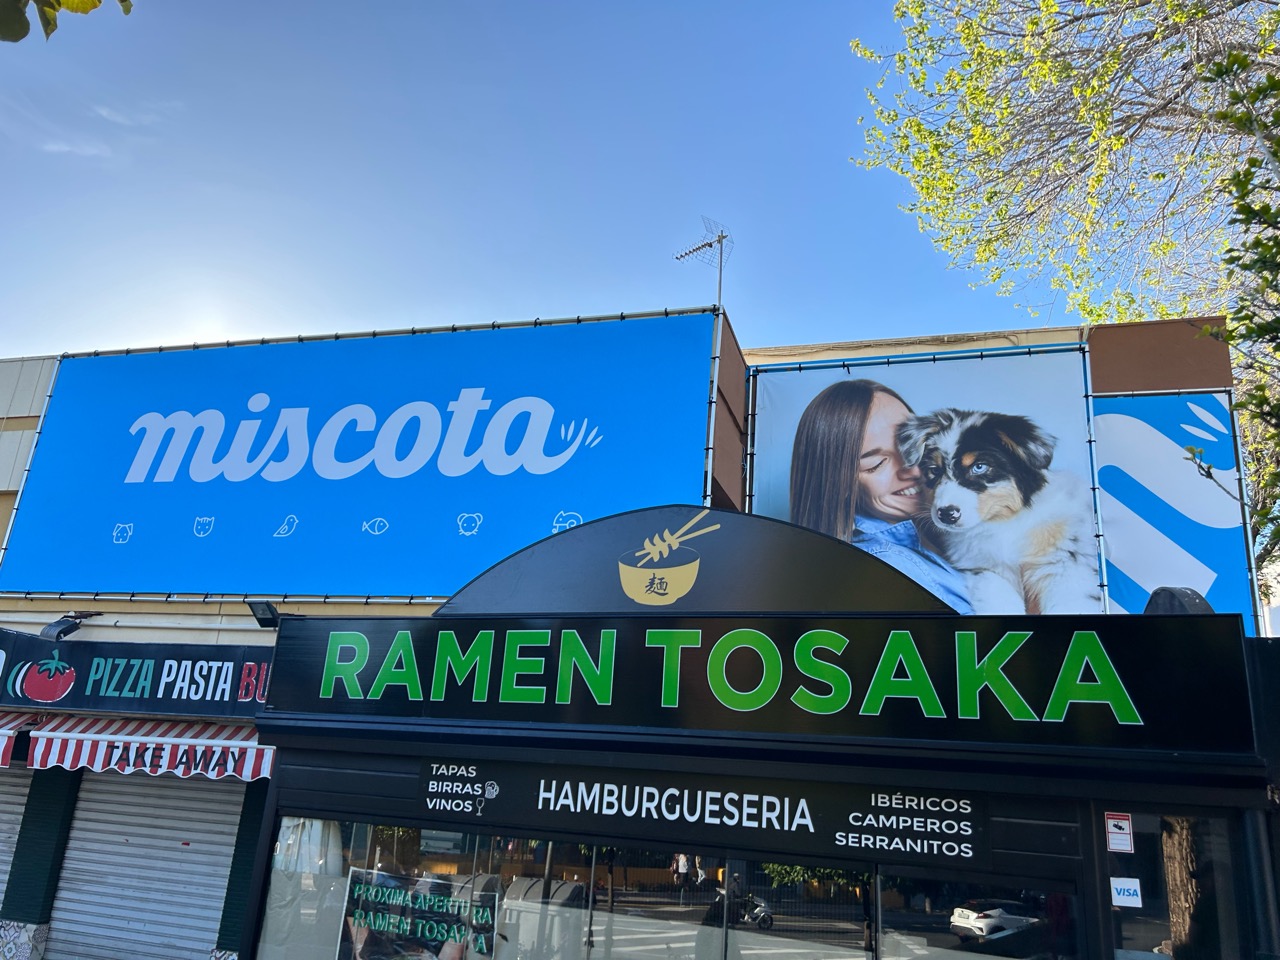 miscota
麺
RAMEN TOSAKA
PIZZA PASTA BU
TAKE AWAY
TAPAS
BIRRAS
VINOS
HAMBURGUESERIA
IBÉRICOS
CAMPEROS
SERRANITOS
PROXIMA APERTURA
RAMEN TOSAKA
VISA